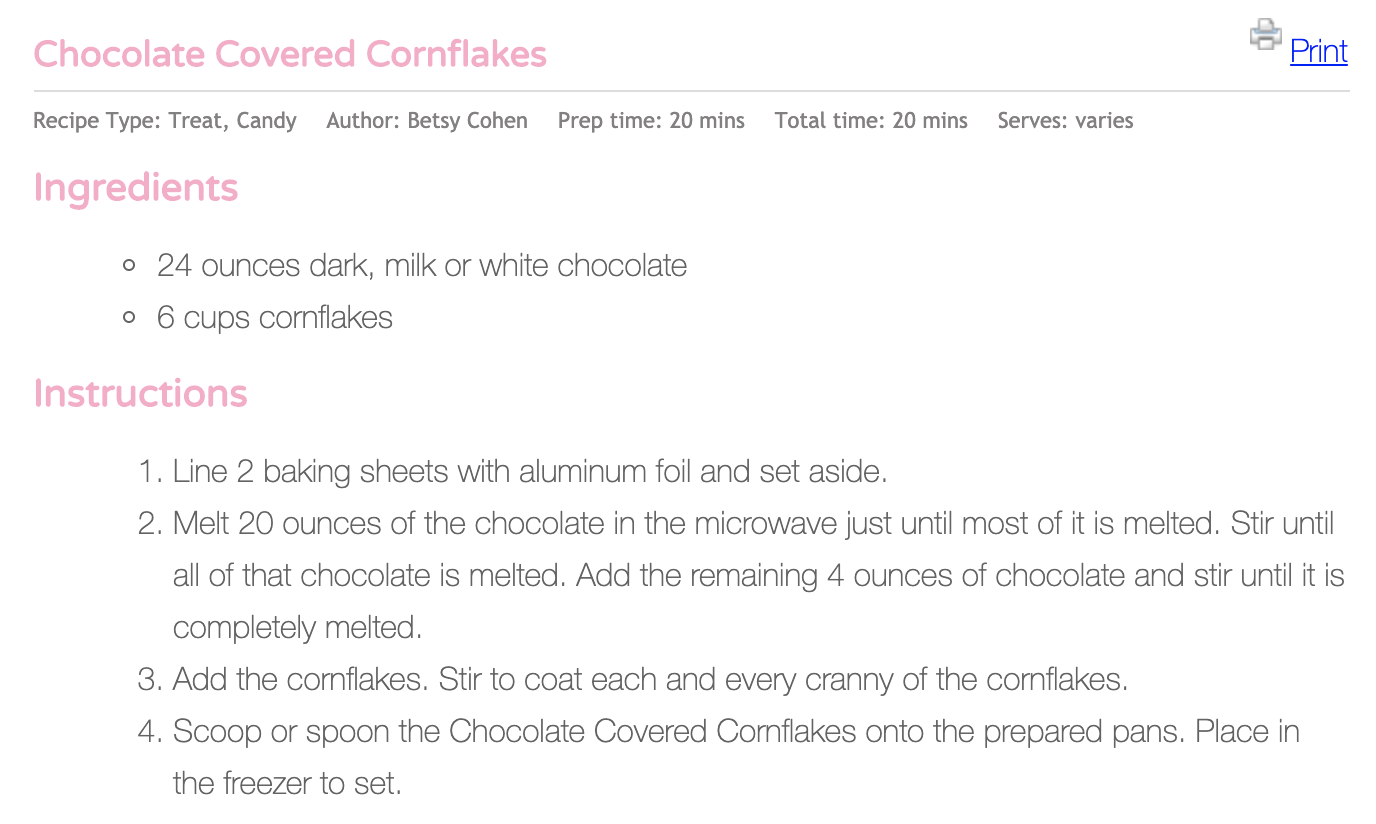 Chocolate Covered Cornflakes
Print
Recipe Type: Treat, Candy Author: Betsy Cohen Prep time: 20 mins Total time: 20 mins Serves: varies
Ingredients
24 ounces dark, milk or white chocolate
6 cups cornflakes
Instructions
1. Line 2 baking sheets with aluminum foil and set aside.
2. Melt 20 ounces of the chocolate in the microwave just until most of it is melted. Stir until
all of that chocolate is melted. Add the remaining 4 ounces of chocolate and stir until it is
completely melted.
3. Add the cornflakes. Stir to coat each and every cranny of the cornflakes.
4. Scoop or spoon the Chocolate Covered Cornflakes onto the prepared pans. Place in
the freezer to set.